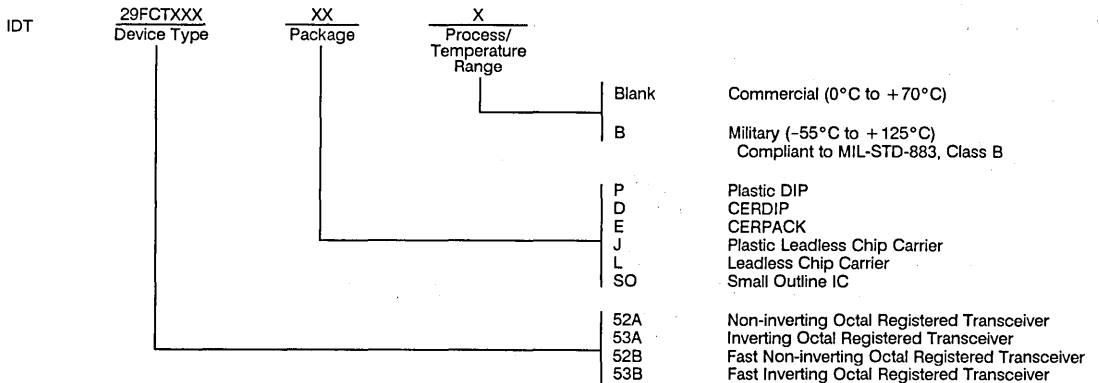 IDT 29FCTXXX XX X
Device Type Package Process/
Temperature
Range
Blank Commercial (0°C to +70°C)
B Military (-55°C to +125°C)
Compliant to MIL-STD-883, Class B
P Plastic DIP
D CERDIP
E CERPACK
J Plastic Leadless Chip Carrier
L Leadless Chip Carrier
SO Small Outline IC
52A Non-inverting Octal Registered Transceiver
53A Inverting Octal Registered Transceiver
52B Fast Non-inverting Octal Registered Transceiver
53B Fast Inverting Octal Registered Transceiver